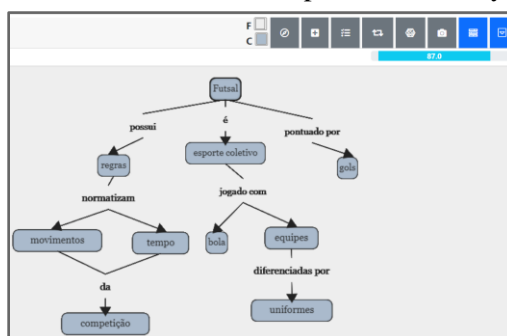 F
C
87.0
Futsal
possui
é
pontuado por
regras
esporte coletivo
gols
normatizam
jogado com
movimentos
tempo
bola
equipes
da
diferenciadas por
competição
uniformes